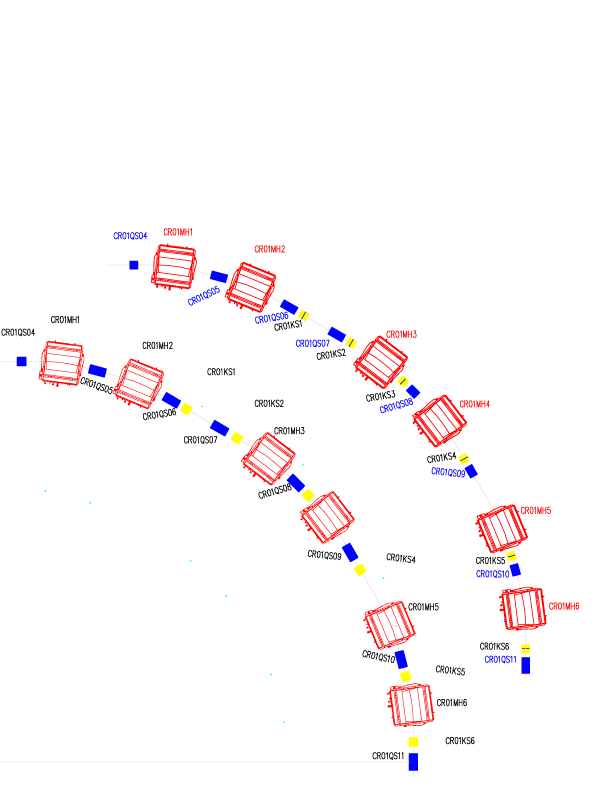 CR01QS04
CR01MH1
CR01MH2
CR01QS05
CR01QS06
CR01KS1
CR01QS07
CR01KS2
CR01MH3
CR01KS3
CR01QS08
CR01MH4
CR01KS4
CR01QS09
CR01MH5
CR01KS5
CR01QS10
CR01MH6
CR01KS6
CR01QS11
CR01QS04
CR01MH1
CR01MH2
CR01QS05
CR01KS1
CR01QS06
CR01KS2
CR01QS07
CR01MH3
CR01QS08
CR01QS09
CR01KS4
CR01MH5
CR01QS10
CR01KS5
CR01MH6
CR01KS6
CR01QS11